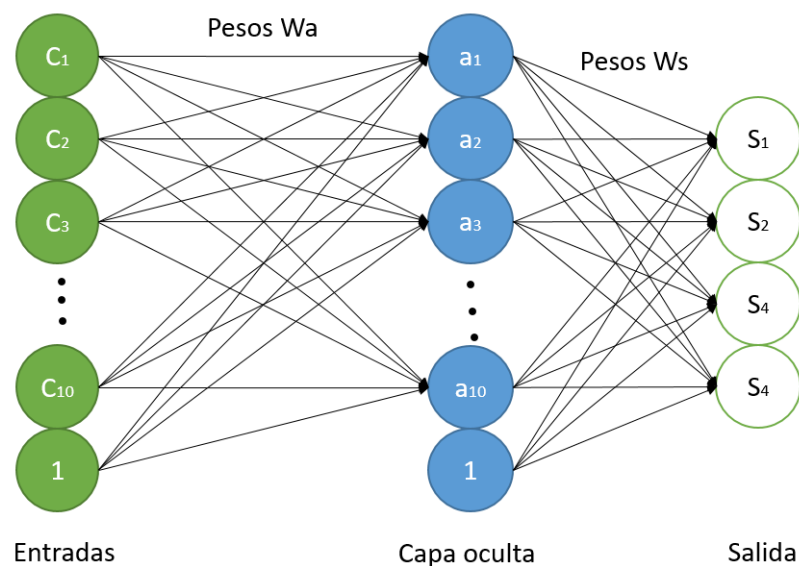 Pesos Wa
Pesos Ws
C1
C2
C3
C10
1
a1
a2
a3
a10
1
S1
S2
S4
S4
Entradas
Capa oculta
Salida